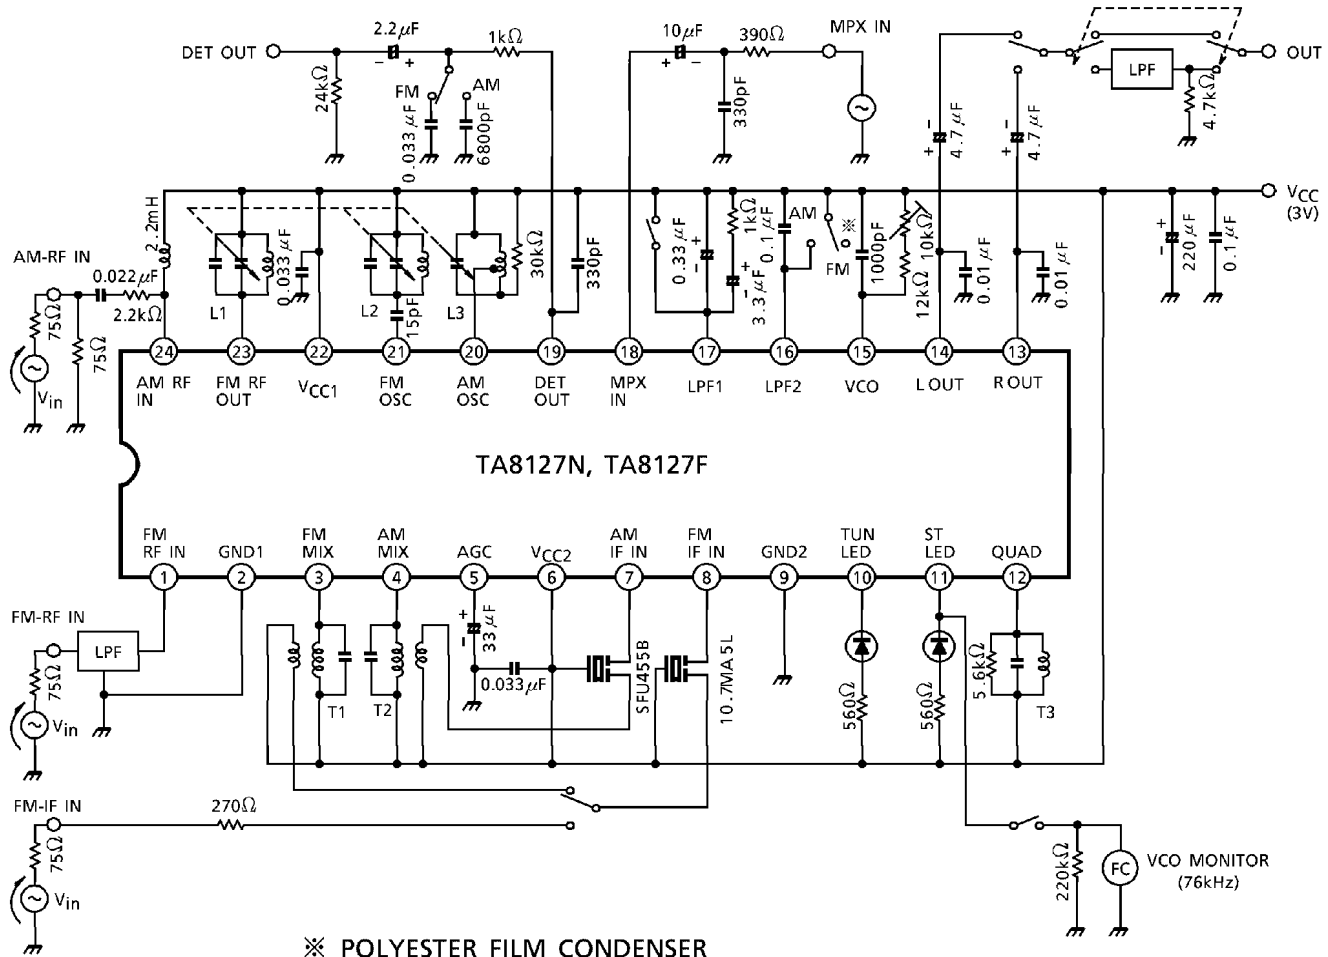 DET OUT
2.2μF
− +
1kΩ
24kΩ
FM
AM
0.033μF
6800pF
10μF
+ −
390Ω
MPX IN
330pF
OUT
LPF
4.7kΩ
−
+
4.7μF
−
+
4.7μF
VCC
(3V)
AM-RF IN
2.2mH
0.022μF
2.2kΩ
75Ω
75Ω
Vin
L1
0.033μF
L2
15pF
L3
30kΩ
330pF
0.33μF
−
1kΩ
−
3.3μF
0.1μF
AM
FM
※
1000pF
10kΩ
12kΩ
0.01μF
0.01μF
+
−
220μF
0.1μF
24
23
22
21
20
19
18
17
16
15
14
13
AM RF IN
FM RF OUT
VCC1
FM OSC
AM OSC
DET OUT
MPX IN
LPF1
LPF2
VCO
L OUT
R OUT
TA8127N, TA8127F
FM RF IN
GND1
FM MIX
AM MIX
AGC
VCC2
AM IF IN
FM IF IN
GND2
TUN LED
ST LED
QUAD
1
2
3
4
5
6
7
8
9
10
11
12
FM-RF IN
LPF
75Ω
Vin
T1
T2
+
−
33μF
0.033μF
SFU455B
10.7MA5L
560Ω
560Ω
5.6kΩ
T3
FM-IF IN
270Ω
75Ω
Vin
220kΩ
FC
VCO MONITOR
(76kHz)
※ POLYESTER FILM CONDENSER